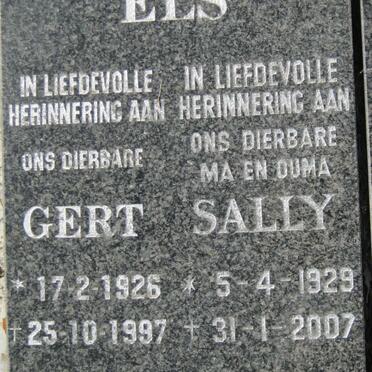 ELS
IN LIEFDEVOLLE
HERINNERING AAN
ONS DIERBARE
GERT
* 17-2-1926
† 25-10-1997
IN LIEFDEVOLLE
HERINNERING AAN
ONS DIERBARE
MA EN OUMA
SALLY
* 5-4-1929
† 31-1-2007